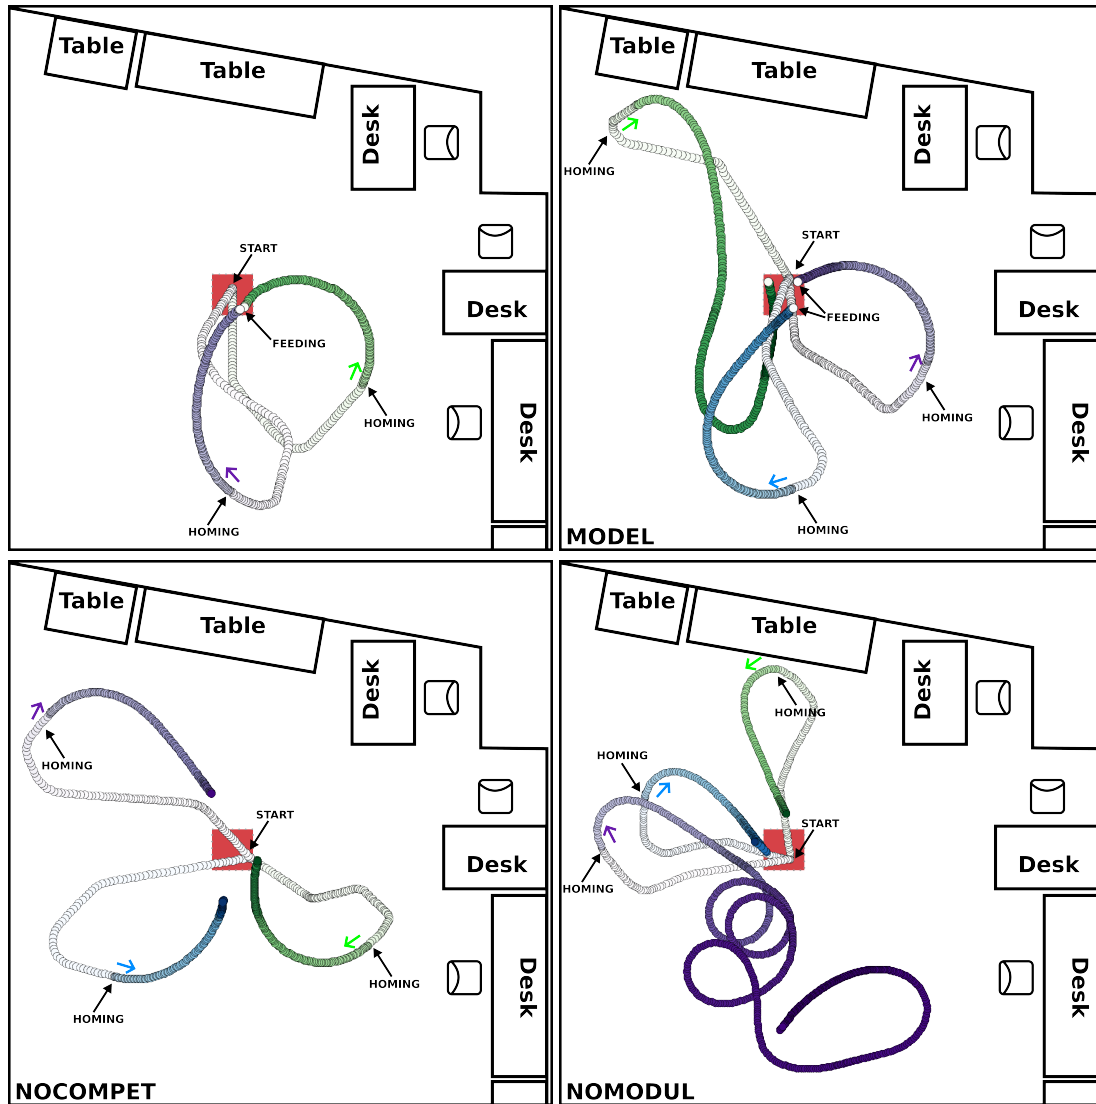 Table
Table
Desk
START
Desk
FEEDING
Desk
HOMING
HOMING
Table
Table
Desk
HOMING
START
Desk
FEEDING
Desk
HOMING
HOMING
MODEL
Table
Table
Desk
HOMING
START
Desk
Desk
HOMING
HOMING
NOCOMPET
Table
Table
Desk
HOMING
HOMING
START
Desk
HOMING
Desk
NOMODUL